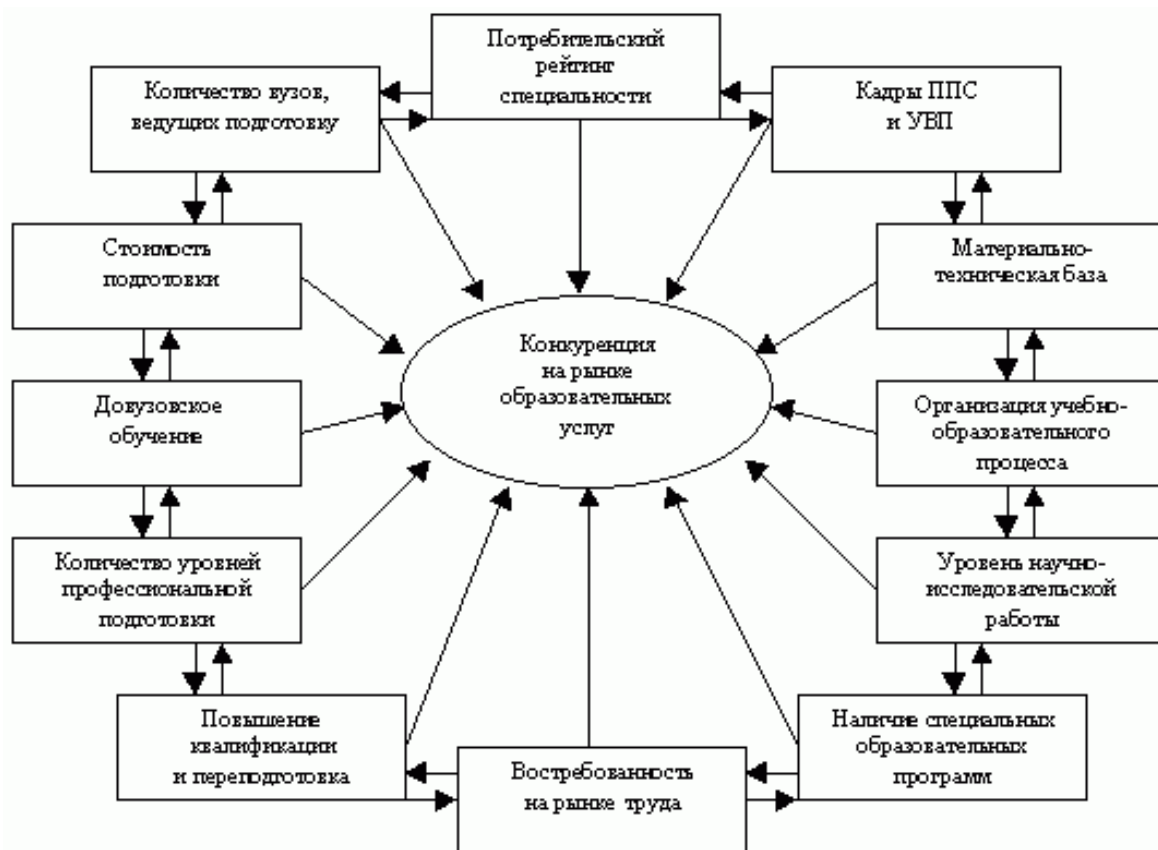 Потребительский
рейтинг
специальности
Количество вузов,
ведущих подготовку
Кадры ППС
и УВП
Стоимость
подготовки
Материально-
техническая база
Конкуренция
на рынке
образовательных
услуг
Довузовское
обучение
Организация учебно-
образовательного
процесса
Количество уровней
профессиональной
подготовки
Уровень научно-
исследовательской
работы
Повышение
квалификации
и переподготовка
Востребованность
на рынке труда
Наличие специальных
образовательных
программ